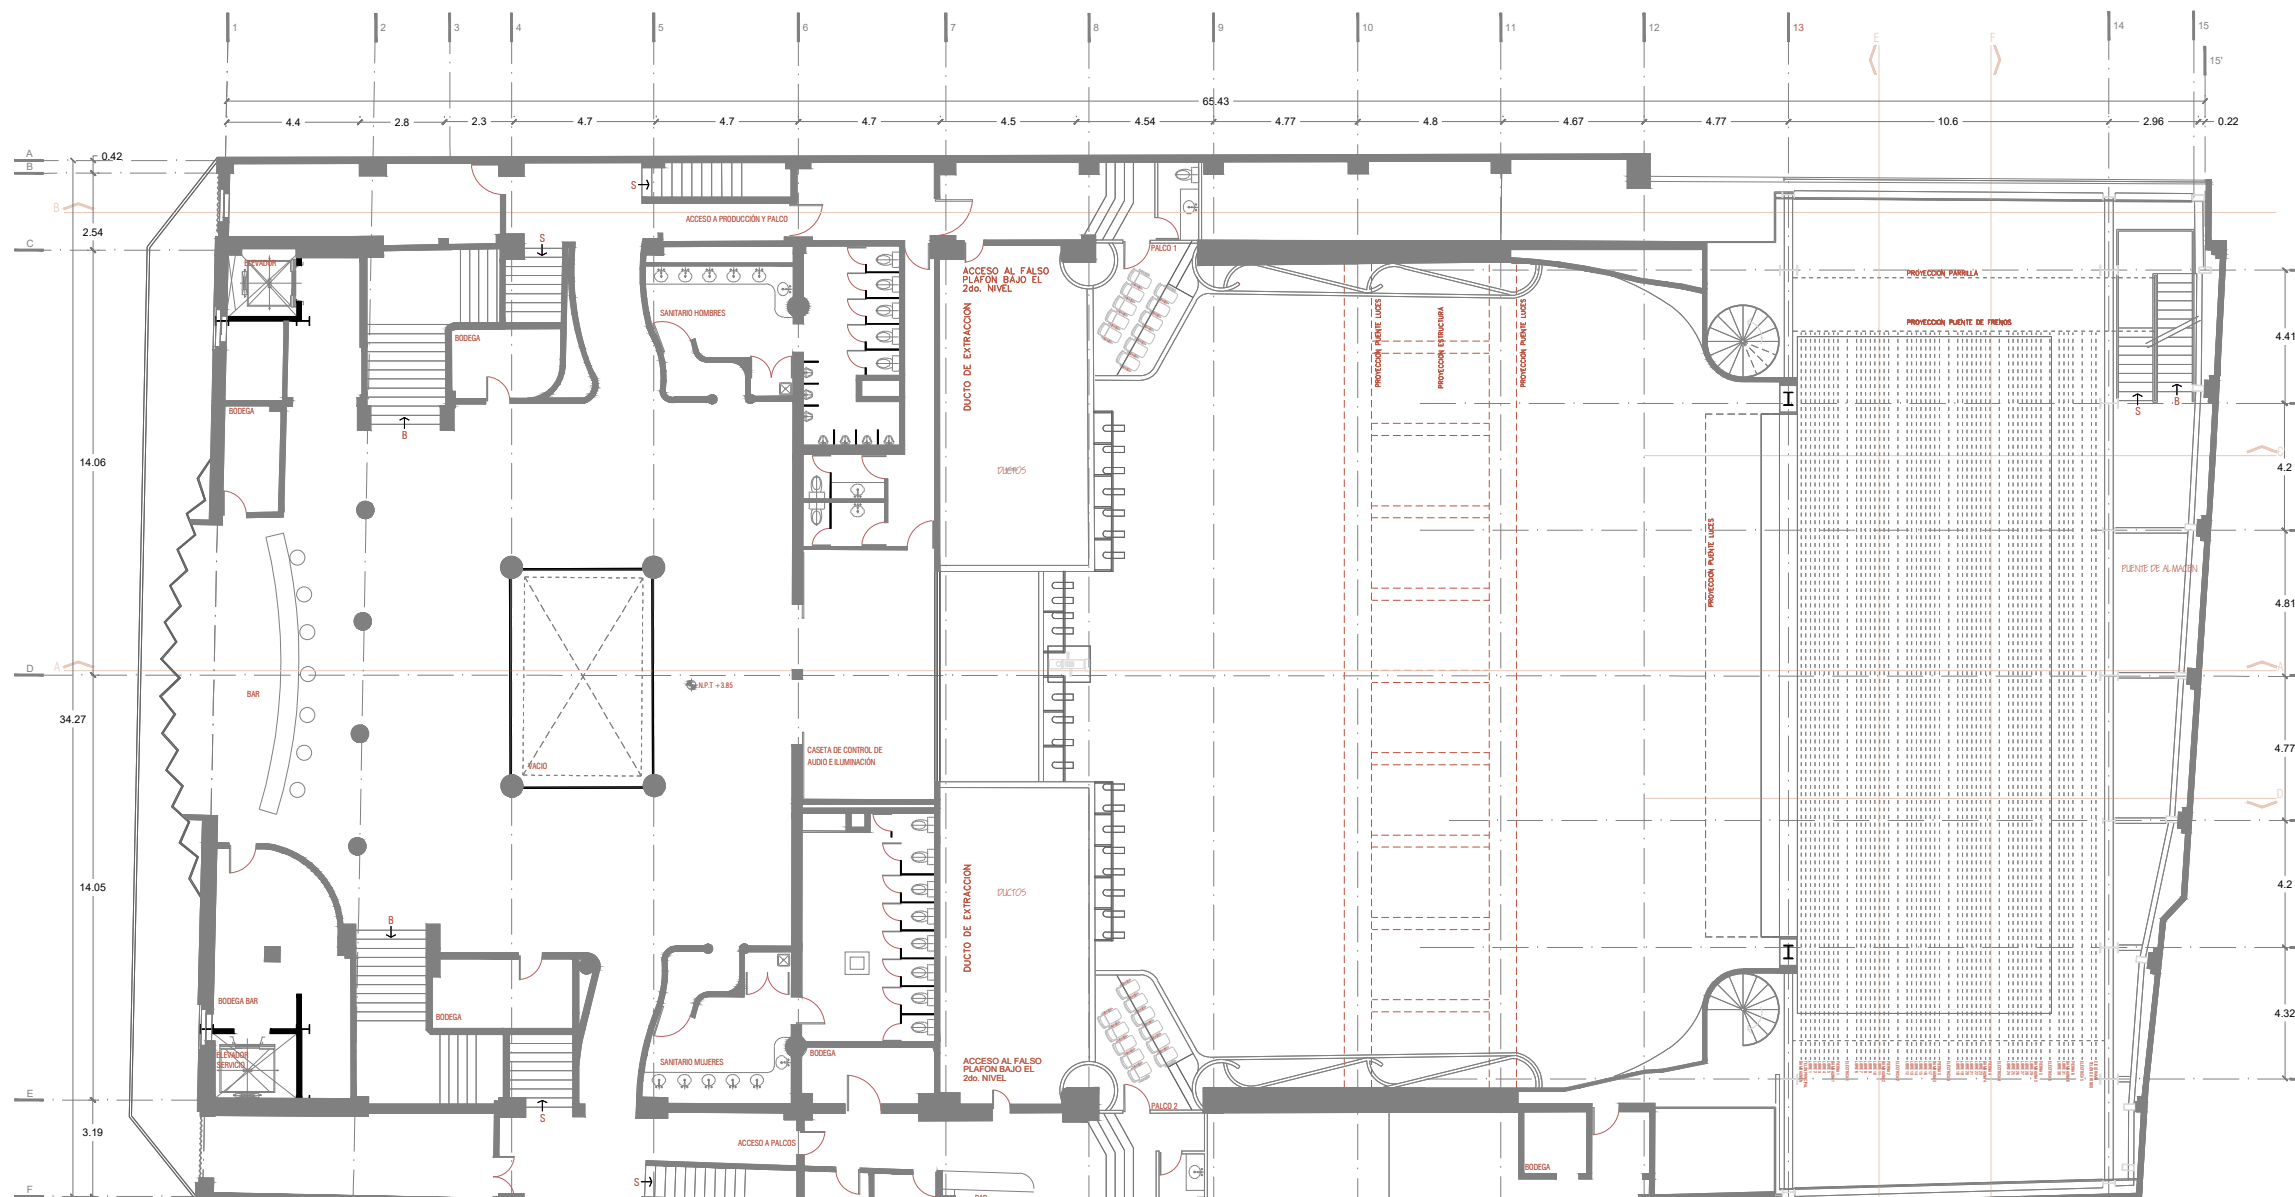 1
2
3
4
5
6
7
8
9
10
11
12
13
14
15
15'
E
F
65.43
4.4
2.8
2.3
4.7
4.7
4.7
4.5
4.54
4.77
4.8
4.67
4.77
10.6
2.96
0.22
A
B
C
D
E
F
0.42
2.54
14.06
34.27
14.05
3.19
4.41
4.2
4.81
4.77
4.2
4.32
B
A
A
D
S
ACCESO A PRODUCCIÓN Y PALCO
PALCO 1
ELEVADOR
S
BODEGA
BODEGA
B
SANITARIO HOMBRES
ACCESO AL FALSO
PLAFON BAJO EL
2do. NIVEL
DUCTO DE EXTRACCION
DUCTOS
PROYECCION PUENTE LUCES
PROYECCION ESTRUCTURA
PROYECCION PUENTE LUCES
PROYECCION PUENTE LUCES
PROYECCION PARRILLA
PROYECCION PUENTE DE FRENOS
S
B
PUENTE DE ALMACEN
BAR
VACIO
N.P.T +3.85
CASETA DE CONTROL DE
AUDIO E ILUMINACIÓN
DUCTO DE EXTRACCION
DUCTOS
B
BODEGA BAR
BODEGA
ELEVADOR
SERVICIO
SANITARIO MUJERES
BODEGA
ACCESO AL FALSO
PLAFON BAJO EL
2do. NIVEL
PALCO 2
S
ACCESO A PALCOS
S
BODEGA